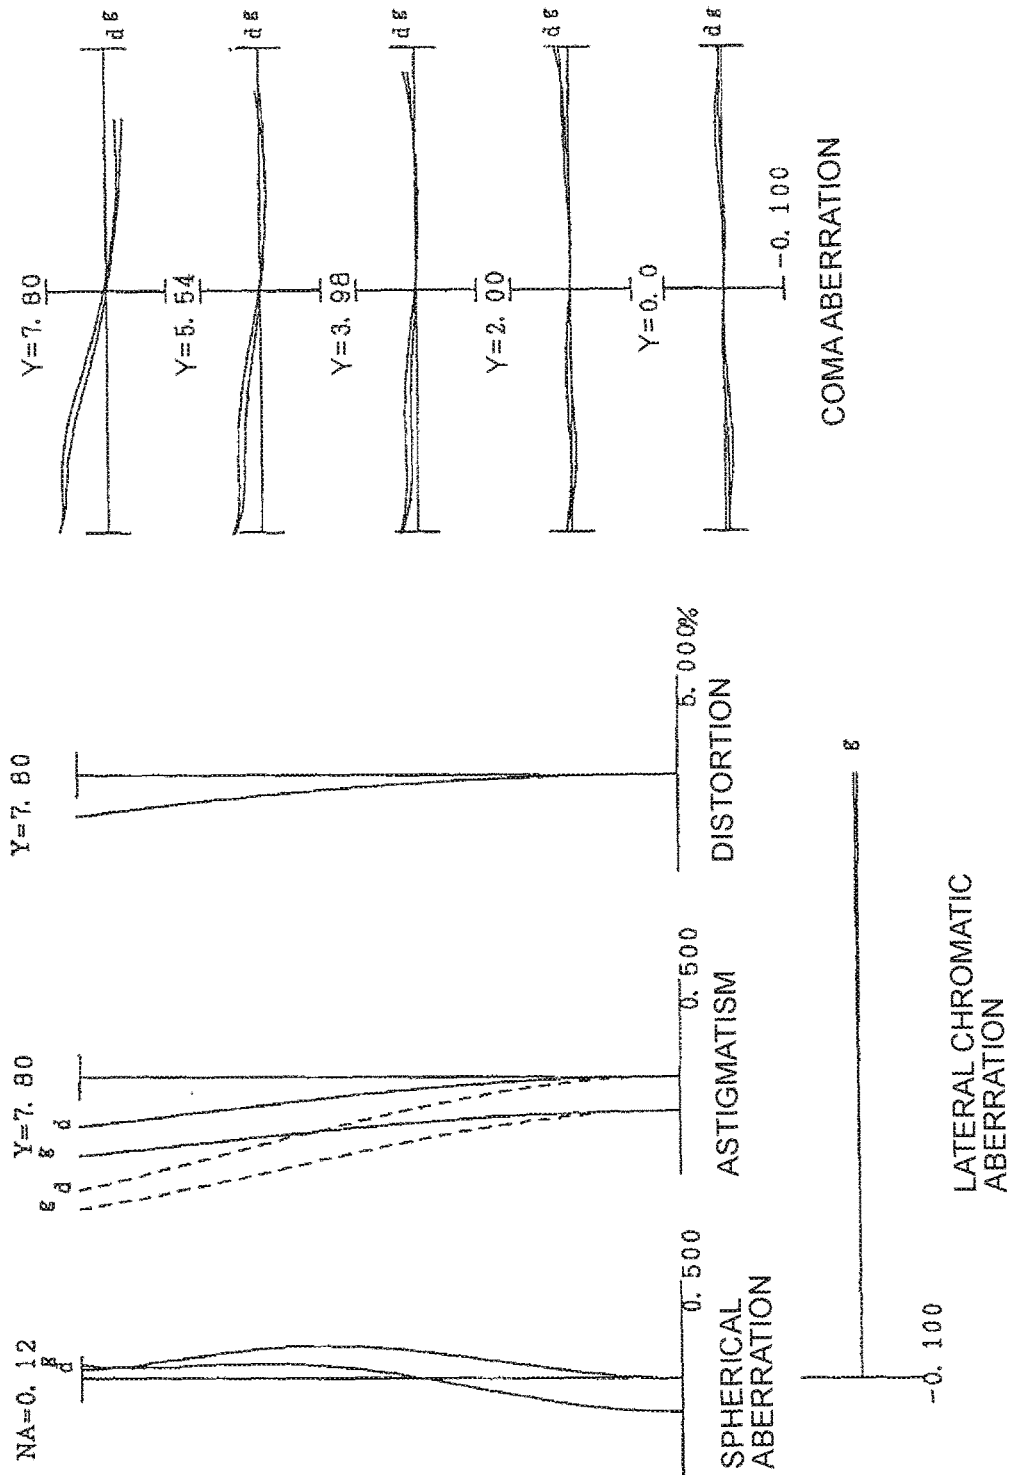 Y=7. 80
d g
Y=5. 54
d g
Y=3. 98
d g
Y=2. 00
d g
Y=0. 0
d g
-0. 100
COMA ABERRATION
NA=0. 12
g
d
0. 500
SPHERICAL
ABERRATION
Y=7. 80
g
d
g
d
0. 500
ASTIGMATISM
Y=7. 80
5. 000%
DISTORTION
g
-0. 100
LATERAL CHROMATIC
ABERRATION